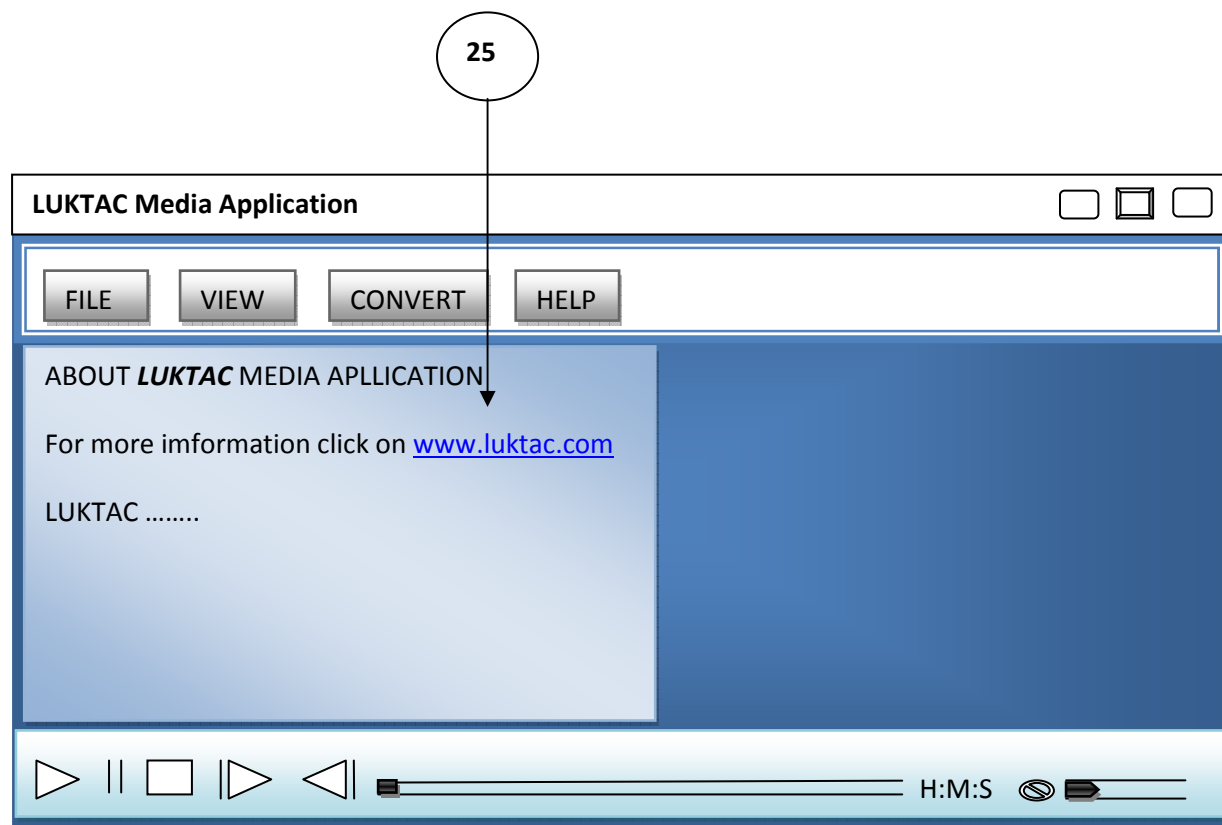 25
LUKTAC Media Application
FILE VIEW CONVERT HELP
ABOUT LUKTAC MEDIA APLLICATION
For more imformation click on www.luktac.com
LUKTAC ........
H:M:S